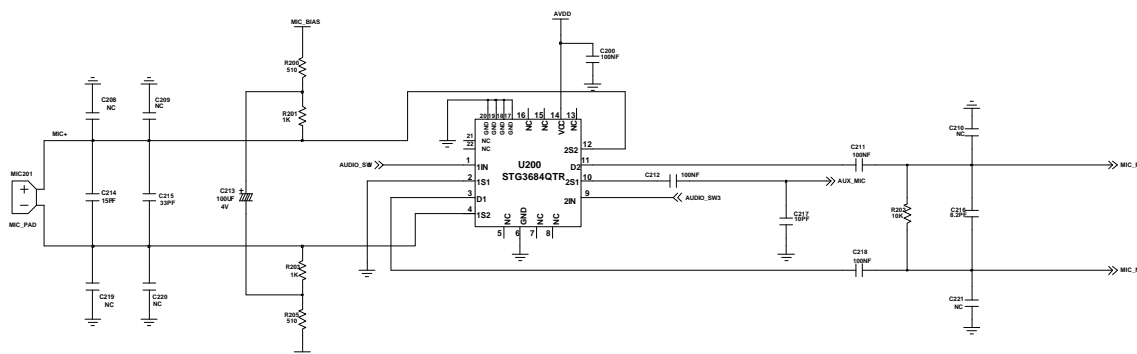 MIC_BIAS
AVDD
R200
510
C200
100NF
C208
NC
C209
NC
R201
1K
20 19 18 17
GND GND GND GND
16 15 14 13
NC NC VCC NC
C210
NC
MIC+
21
NC
22
NC
2S2 12
U200
STG3684QTR
C211
100NF
MIC201
AUDIO_SW
1 1IN
D2 11
C212
100NF
AUX_MIC
C214
15PF
C215
33PF
C213
100UF
4V
2 1S1
2S1 10
3 D1
2IN 9
AUDIO_SW3
C217
10PF
10K
C216
8.2PF
MIC_PAD
4 1S2
NC GND NC NC
5 6 7 8
C218
100NF
C219
NC
C220
NC
1K
R205
510
C221
NC